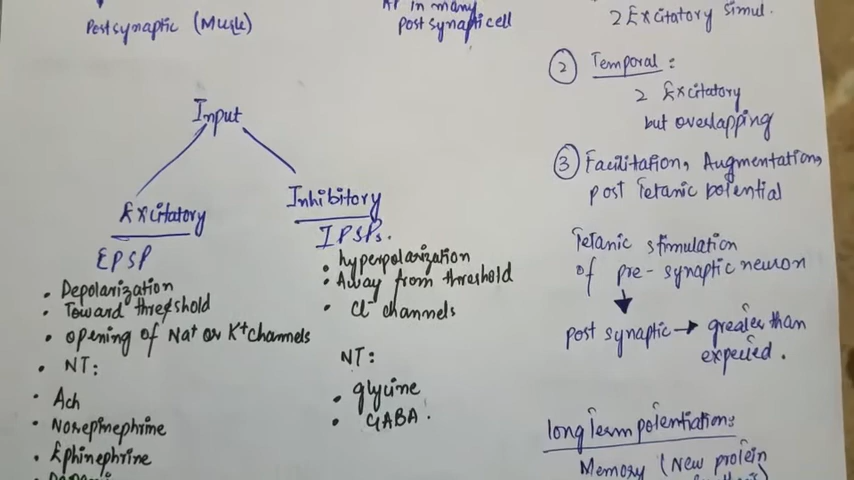 Postsynaptic (Musle)
AP in many
post synaptic cell
Input
Excitatory
EPSP
• Depolarization
• Toward threshold
• opening of Na+ or K+ channels
• NT:
• Ach
• Norepinephrine
• Ephinephrine
Inhibitory
IPSPs.
• hyperpolarization
• Away from threshold
• Cl- channels
NT:
• glycine
• GABA.
2 Excitatory simul.
② Temporal:
2 Excitatory
but overlapping
③ Facilitation, Augmentation,
post Tetanic potential
Tetanic stimulation
of pre-synaptic neuron
post synaptic → greater than
expected.
long Term potentiation:
Memory (New protein